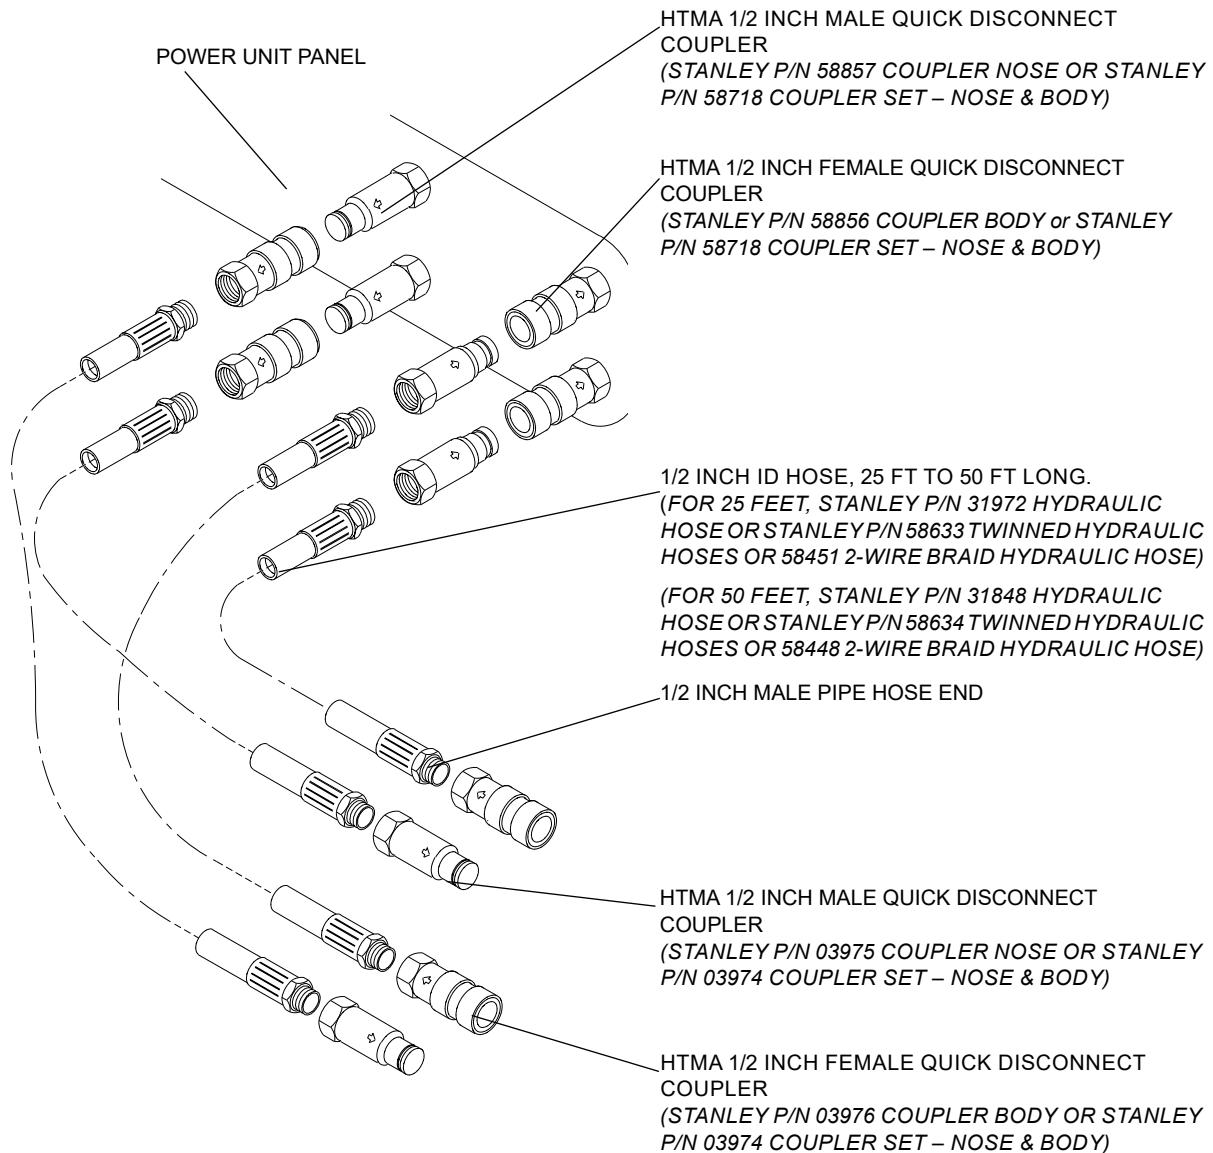 HTMA 1/2 INCH MALE QUICK DISCONNECT
COUPLER
(STANLEY P/N 58857 COUPLER NOSE OR STANLEY
P/N 58718 COUPLER SET – NOSE & BODY)
POWER UNIT PANEL
HTMA 1/2 INCH FEMALE QUICK DISCONNECT
COUPLER
(STANLEY P/N 58856 COUPLER BODY or STANLEY
P/N 58718 COUPLER SET – NOSE & BODY)
1/2 INCH ID HOSE, 25 FT TO 50 FT LONG.
(FOR 25 FEET, STANLEY P/N 31972 HYDRAULIC
HOSE OR STANLEY P/N 58633 TWINNED HYDRAULIC
HOSES OR 58451 2-WIRE BRAID HYDRAULIC HOSE)
(FOR 50 FEET, STANLEY P/N 31848 HYDRAULIC
HOSE OR STANLEY P/N 58634 TWINNED HYDRAULIC
HOSES OR 58448 2-WIRE BRAID HYDRAULIC HOSE)
1/2 INCH MALE PIPE HOSE END
HTMA 1/2 INCH MALE QUICK DISCONNECT
COUPLER
(STANLEY P/N 03975 COUPLER NOSE OR STANLEY
P/N 03974 COUPLER SET – NOSE & BODY)
HTMA 1/2 INCH FEMALE QUICK DISCONNECT
COUPLER
(STANLEY P/N 03976 COUPLER BODY OR STANLEY
P/N 03974 COUPLER SET – NOSE & BODY)